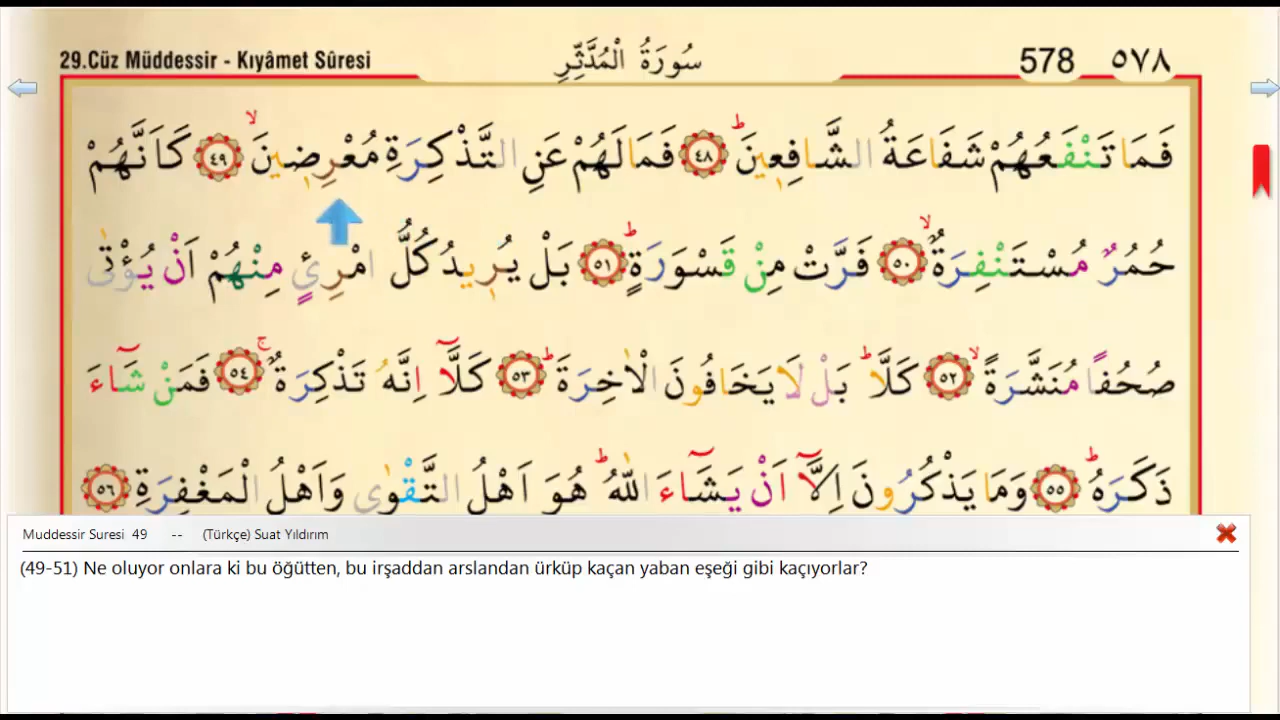 29.Cüz Müddessir - Kıyâmet Sûresi سُورَةُ الْمُدَّثِّرِ 578 ٥٧٨
فَمَا تَنْفَعُهُمْ شَفَاعَةُ الشَّافِعٖينَۜ ﴿٤٨﴾ فَمَا لَهُمْ عَنِ التَّذْكِرَةِ مُعْرِضٖينَۙ ﴿٤٩﴾ كَاَنَّهُمْ
حُمُرٌ مُسْتَنْفِرَةٌۙ ﴿٥٠﴾ فَرَّتْ مِنْ قَسْوَرَةٍۜ ﴿٥١﴾ بَلْ يُرٖيدُ كُلُّ امْرِئٍ مِنْهُمْ اَنْ يُؤْتٰى
صُحُفًا مُنَشَّرَةًۙ ﴿٥٢﴾ كَلَّاۜ بَلْ لَا يَخَافُونَ الْاٰخِرَةَۜ ﴿٥٣﴾ كَلَّٓا اِنَّهُ تَذْكِرَةٌۚ ﴿٥٤﴾ فَمَنْ شَٓاءَ
ذَكَرَهُۜ ﴿٥٥﴾ وَمَا يَذْكُرُونَ اِلَّٓا اَنْ يَشَٓاءَ اللّٰهُۜ هُوَ اَهْلُ التَّقْوٰى وَاَهْلُ الْمَغْفِرَةِ ﴿٥٦﴾
Muddessir Suresi 49 -- (Türkçe) Suat Yıldırım
(49-51) Ne oluyor onlara ki bu öğütten, bu irşaddan arslandan ürküp kaçan yaban eşeği gibi kaçıyorlar?